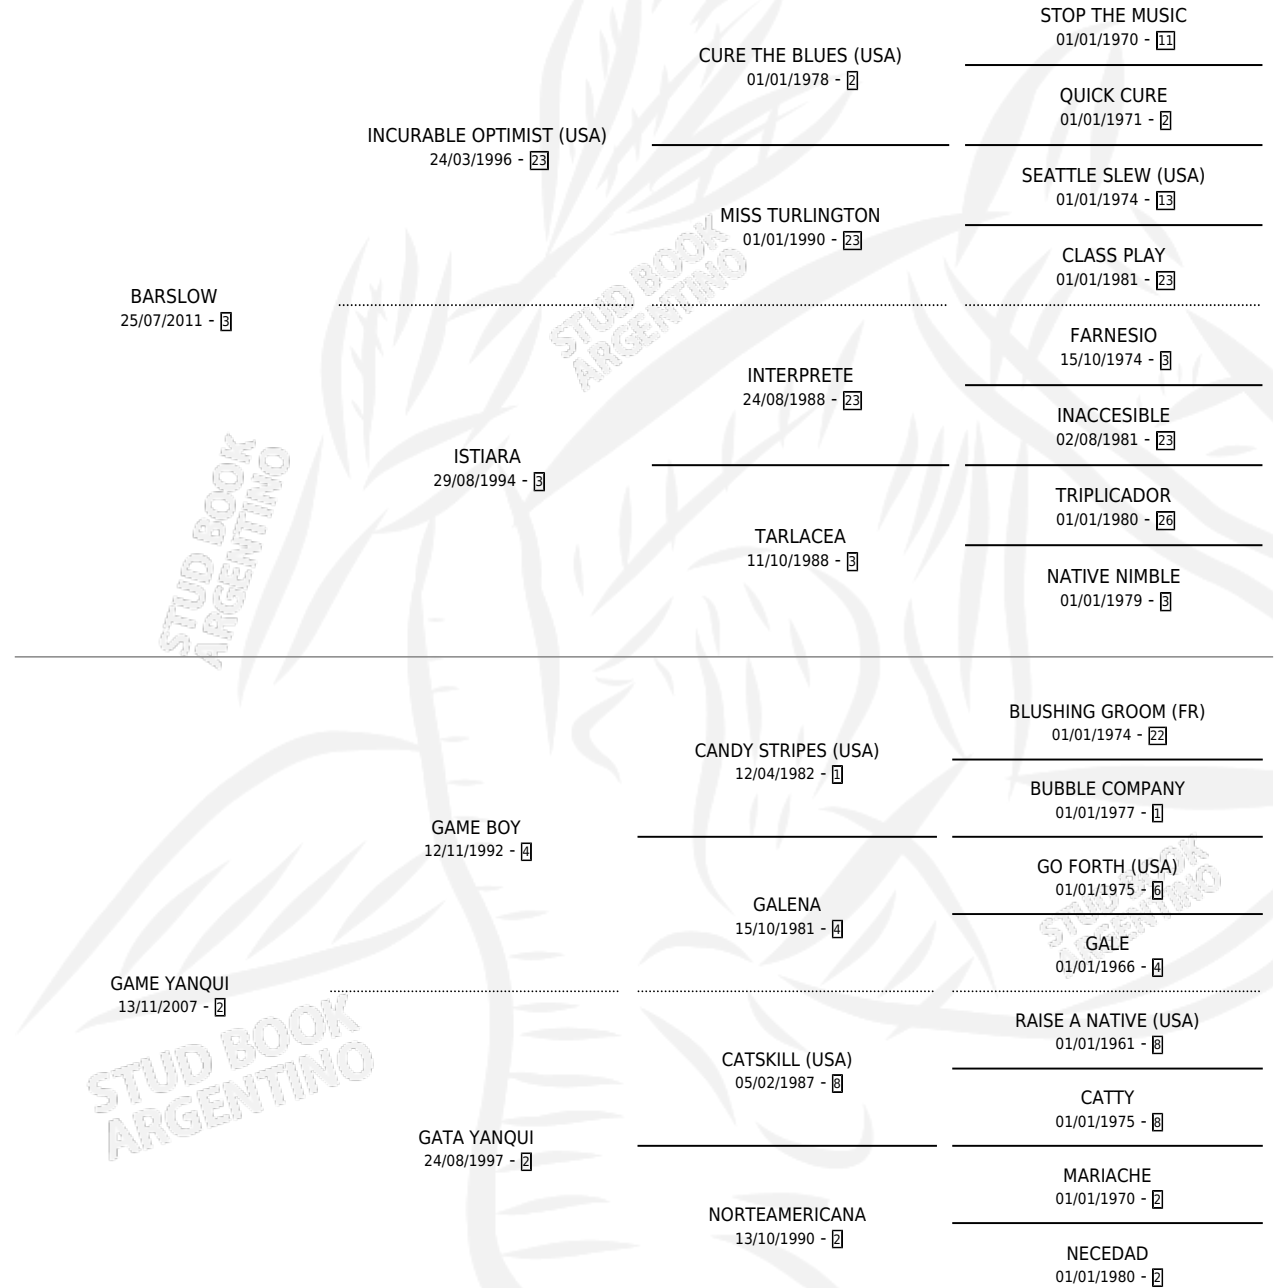 STOP THE MUSIC
01/01/1970 - 11
CURE THE BLUES (USA)
01/01/1978 - 2
QUICK CURE
01/01/1971 - 2
INCURABLE OPTIMIST (USA)
24/03/1996 - 23
SEATTLE SLEW (USA)
01/01/1974 - 13
MISS TURLINGTON
01/01/1990 - 23
CLASS PLAY
01/01/1981 - 23
BARSLOW
25/07/2011 - 3
STUD BOOK
ARGENTINO
FARNESIO
15/10/1974 - 3
INTERPRETE
24/08/1988 - 23
INACCESIBLE
02/08/1981 - 23
ISTIARA
29/08/1994 - 3
TRIPLICADOR
01/01/1980 - 26
TARLACEA
11/10/1988 - 3
NATIVE NIMBLE
01/01/1979 - 3
STUD BOOK
ARGENTINO
BLUSHING GROOM (FR)
01/01/1974 - 22
CANDY STRIPES (USA)
12/04/1982 - 1
BUBBLE COMPANY
01/01/1977 - 1
GAME BOY
12/11/1992 - 4
GO FORTH (USA)
01/01/1975 - 6
GALENA
15/10/1981 - 4
GALE
01/01/1966 - 4
STUD BOOK
ARGENTINO
GAME YANQUI
13/11/2007 - 2
RAISE A NATIVE (USA)
01/01/1961 - 8
CATSKILL (USA)
05/02/1987 - 8
CATTY
01/01/1975 - 8
STUD BOOK
ARGENTINO
GATA YANQUI
24/08/1997 - 2
MARIACHE
01/01/1970 - 2
NORTEAMERICANA
13/10/1990 - 2
NECEDAD
01/01/1980 - 2